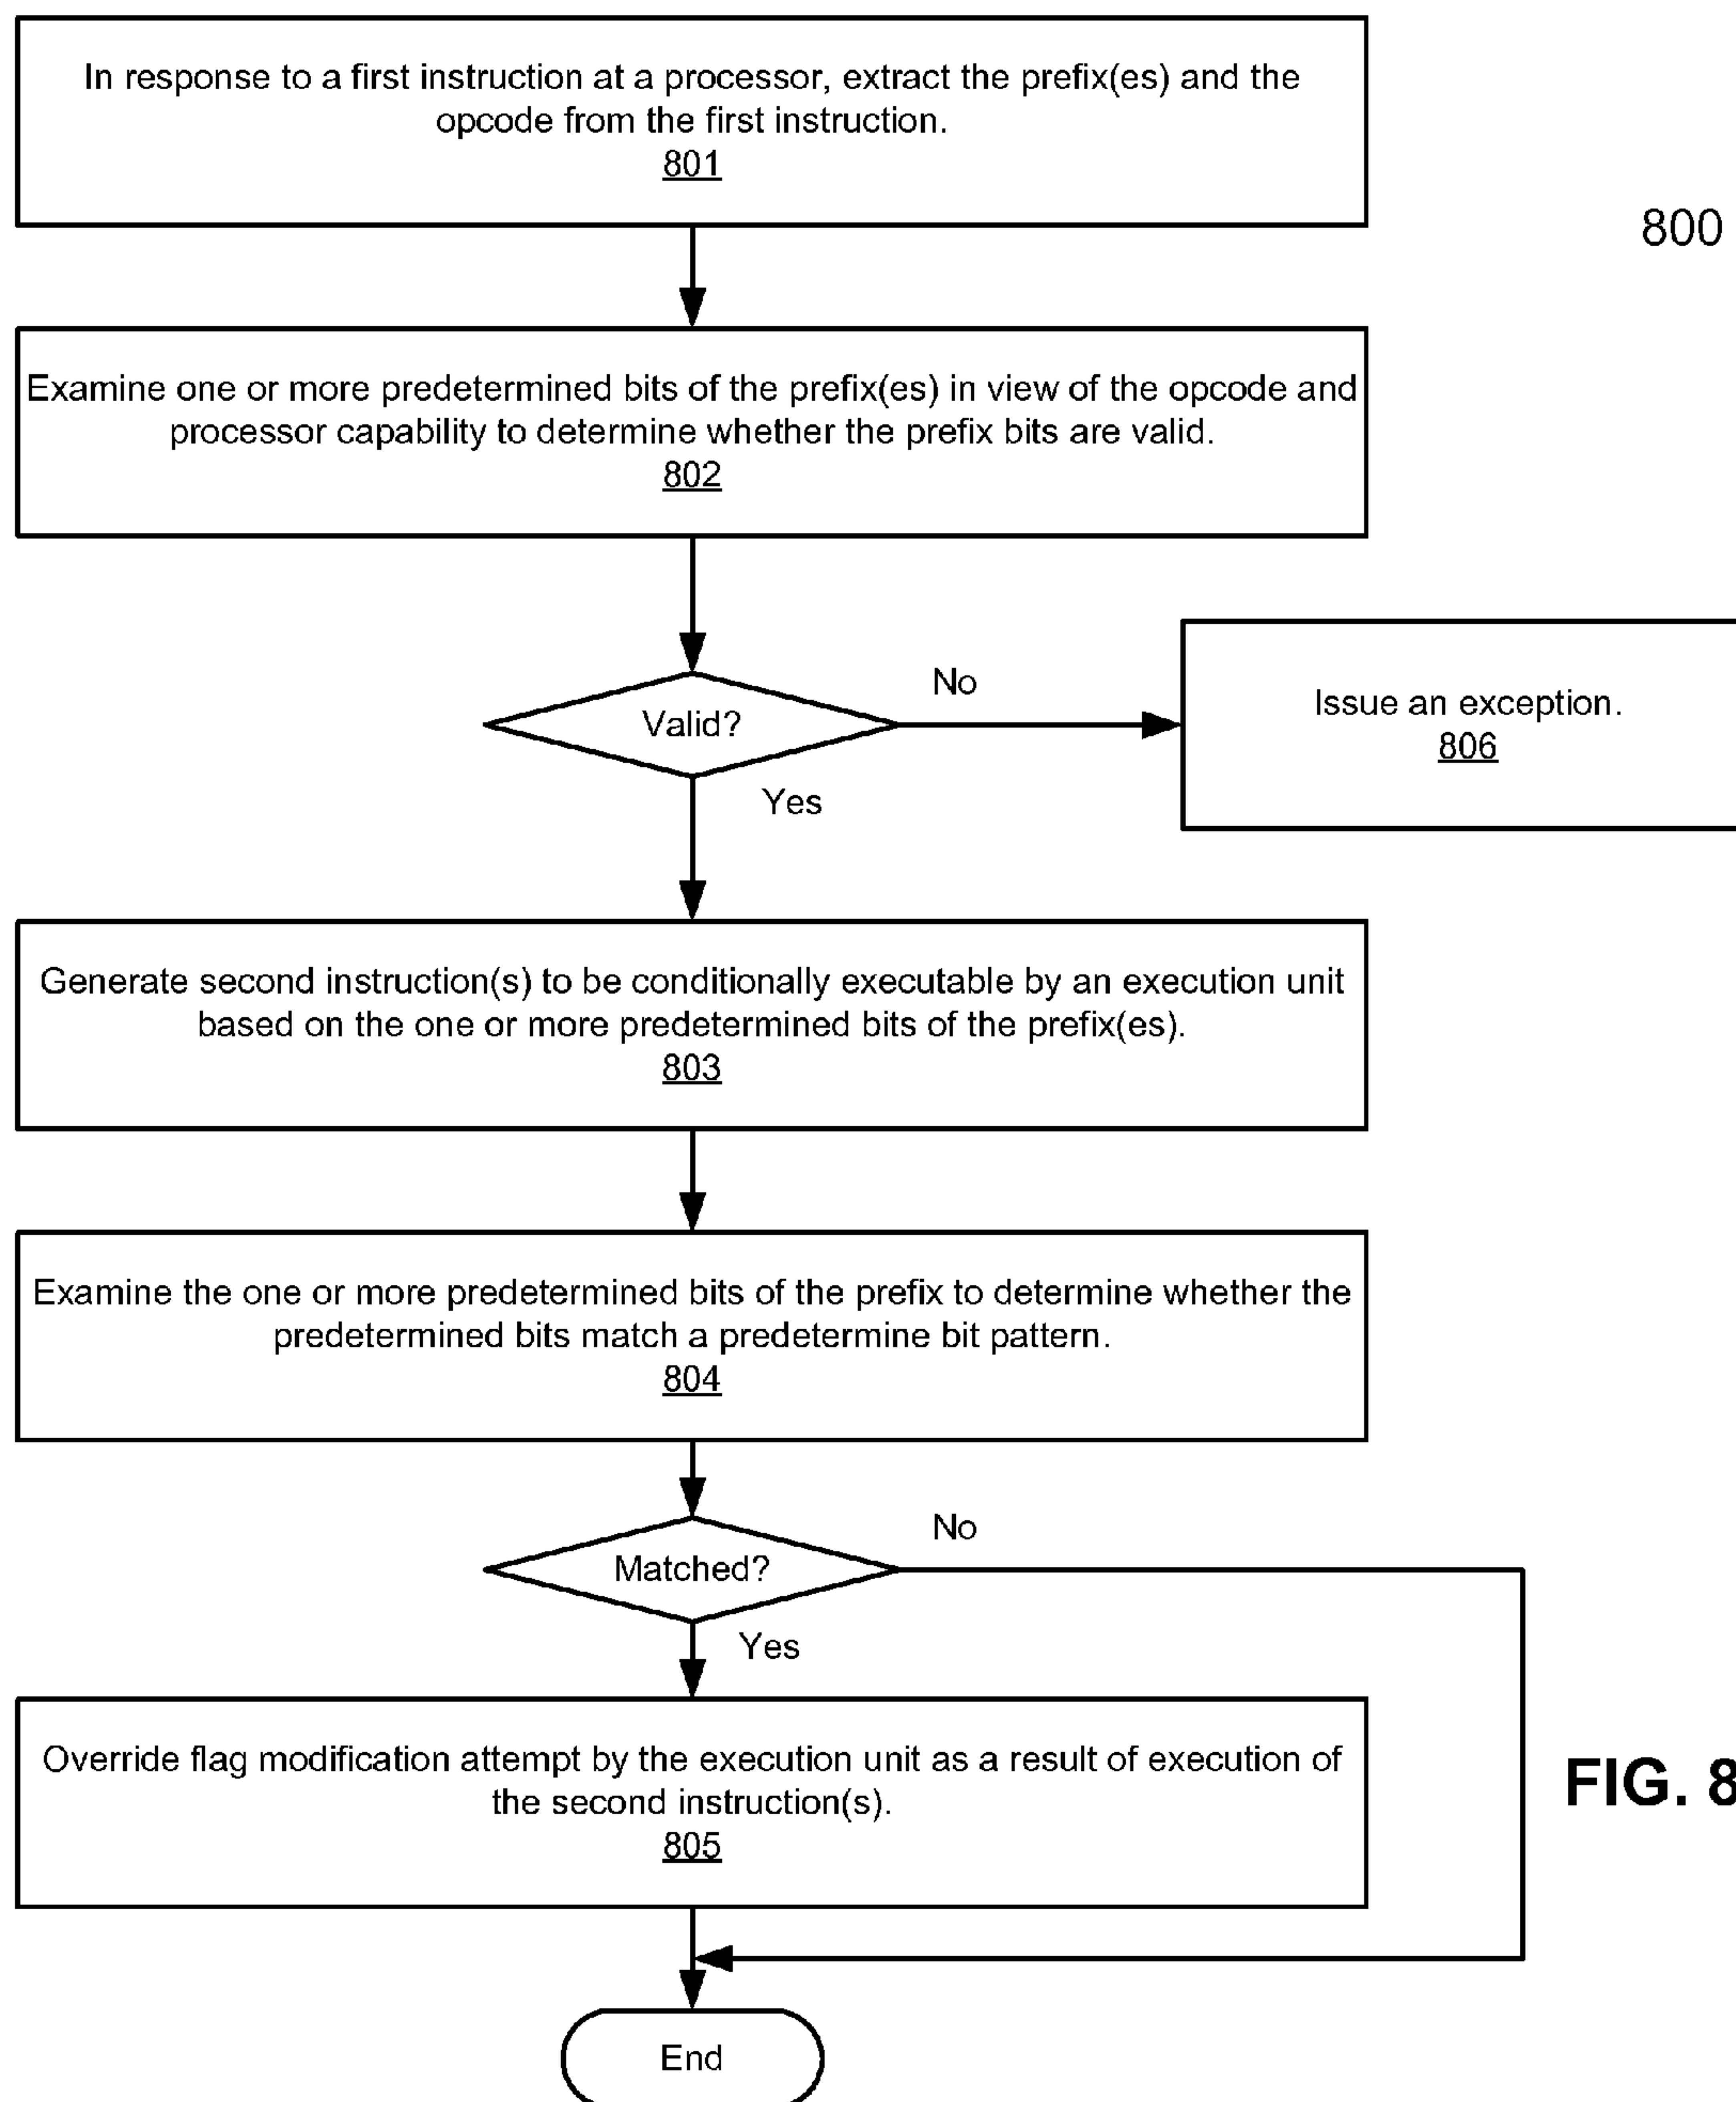 In response to a first instruction at a processor, extract the prefix(es) and the
opcode from the first instruction.
801
800
Examine one or more predetermined bits of the prefix(es) in view of the opcode and
processor capability to determine whether the prefix bits are valid.
802
No
Valid?
Issue an exception.
806
Yes
Generate second instruction(s) to be conditionally executable by an execution unit
based on the one or more predetermined bits of the prefix(es).
803
Examine the one or more predetermined bits of the prefix to determine whether the
predetermined bits match a predetermine bit pattern.
804
No
Matched?
Yes
Override flag modification attempt by the execution unit as a result of execution of
the second instruction(s).
805
FIG. 8
End